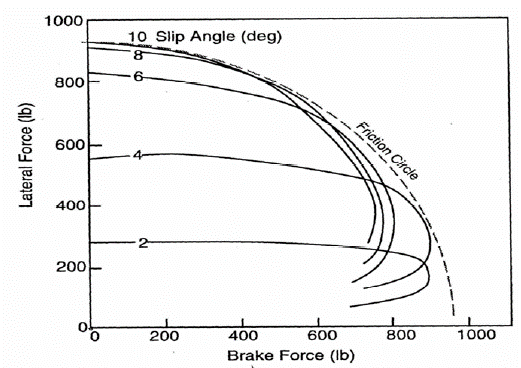 1000
10 Slip Angle (deg)
8
800
6
Friction Circle
600
4
400
2
200
0
0 200 400 600 800 1000
Lateral Force (lb)
Brake Force (lb)